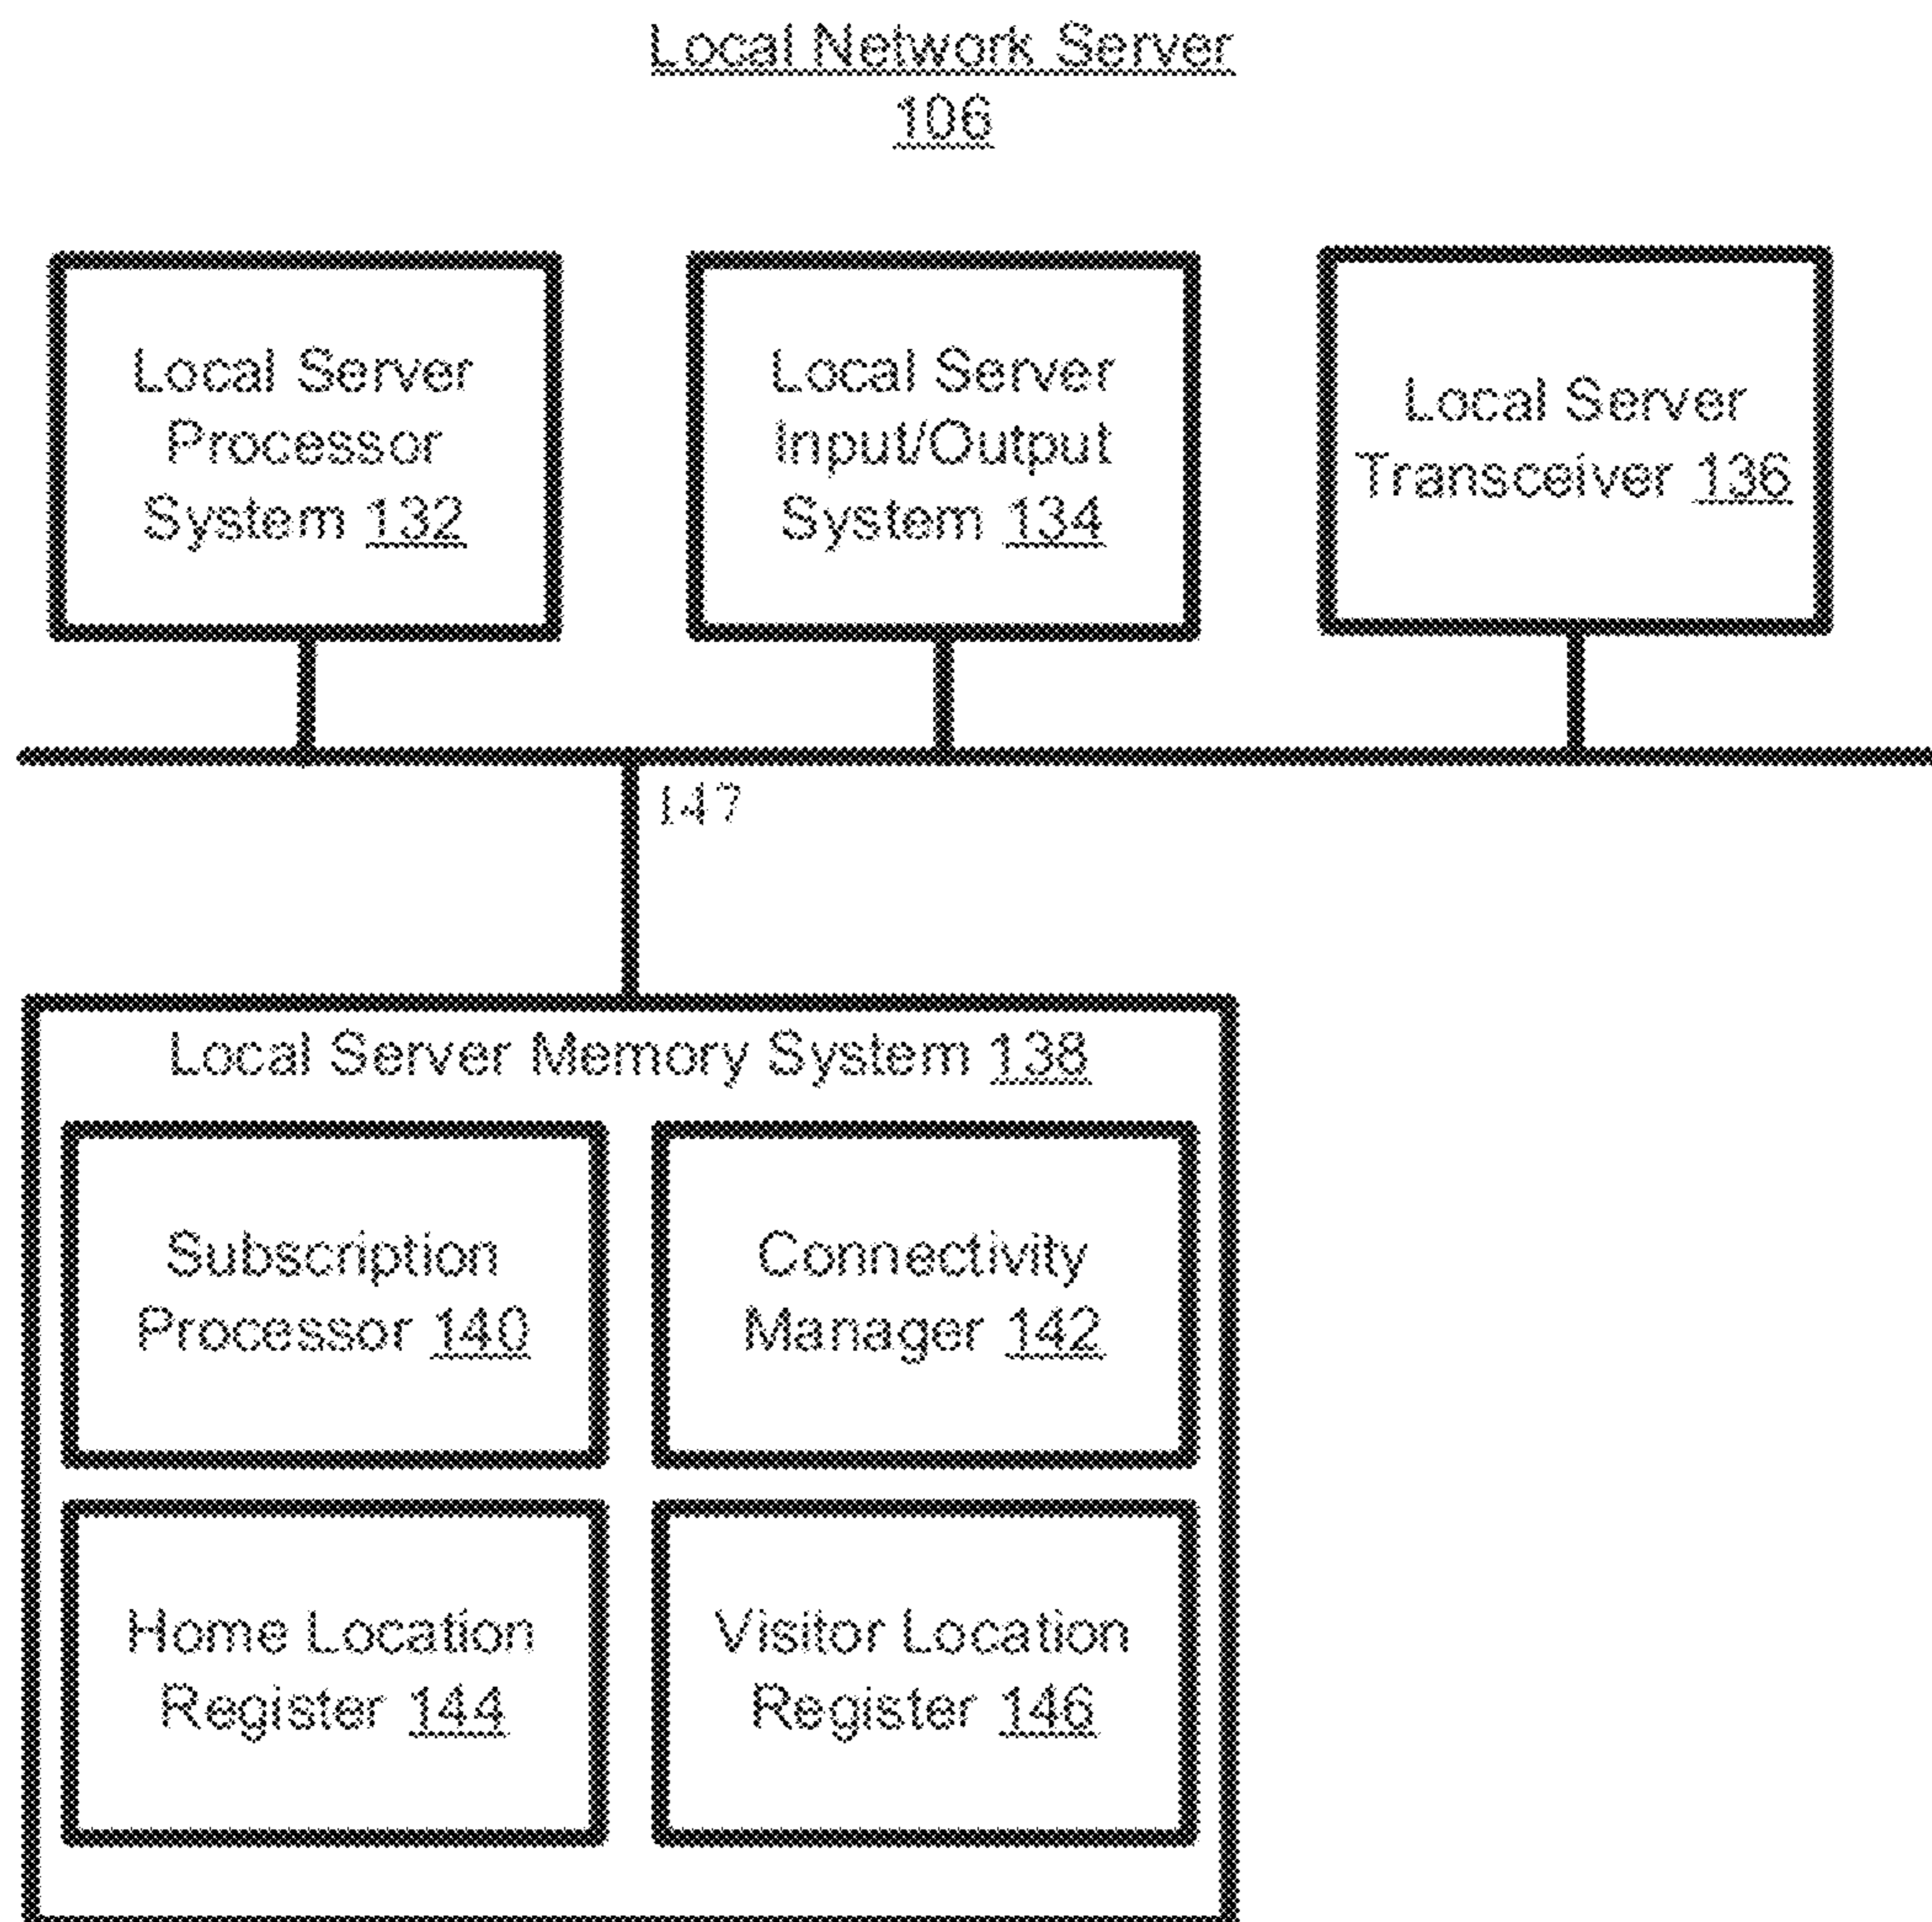 Local Network Server
106
Local Server
Processor
System 132
Local Server
Input/Output
System 134
Local Server
Transceiver 136
147
Local Server Memory System 138
Subscription
Processor 140
Connectivity
Manager 142
Home Location
Register 144
Visitor Location
Register 146